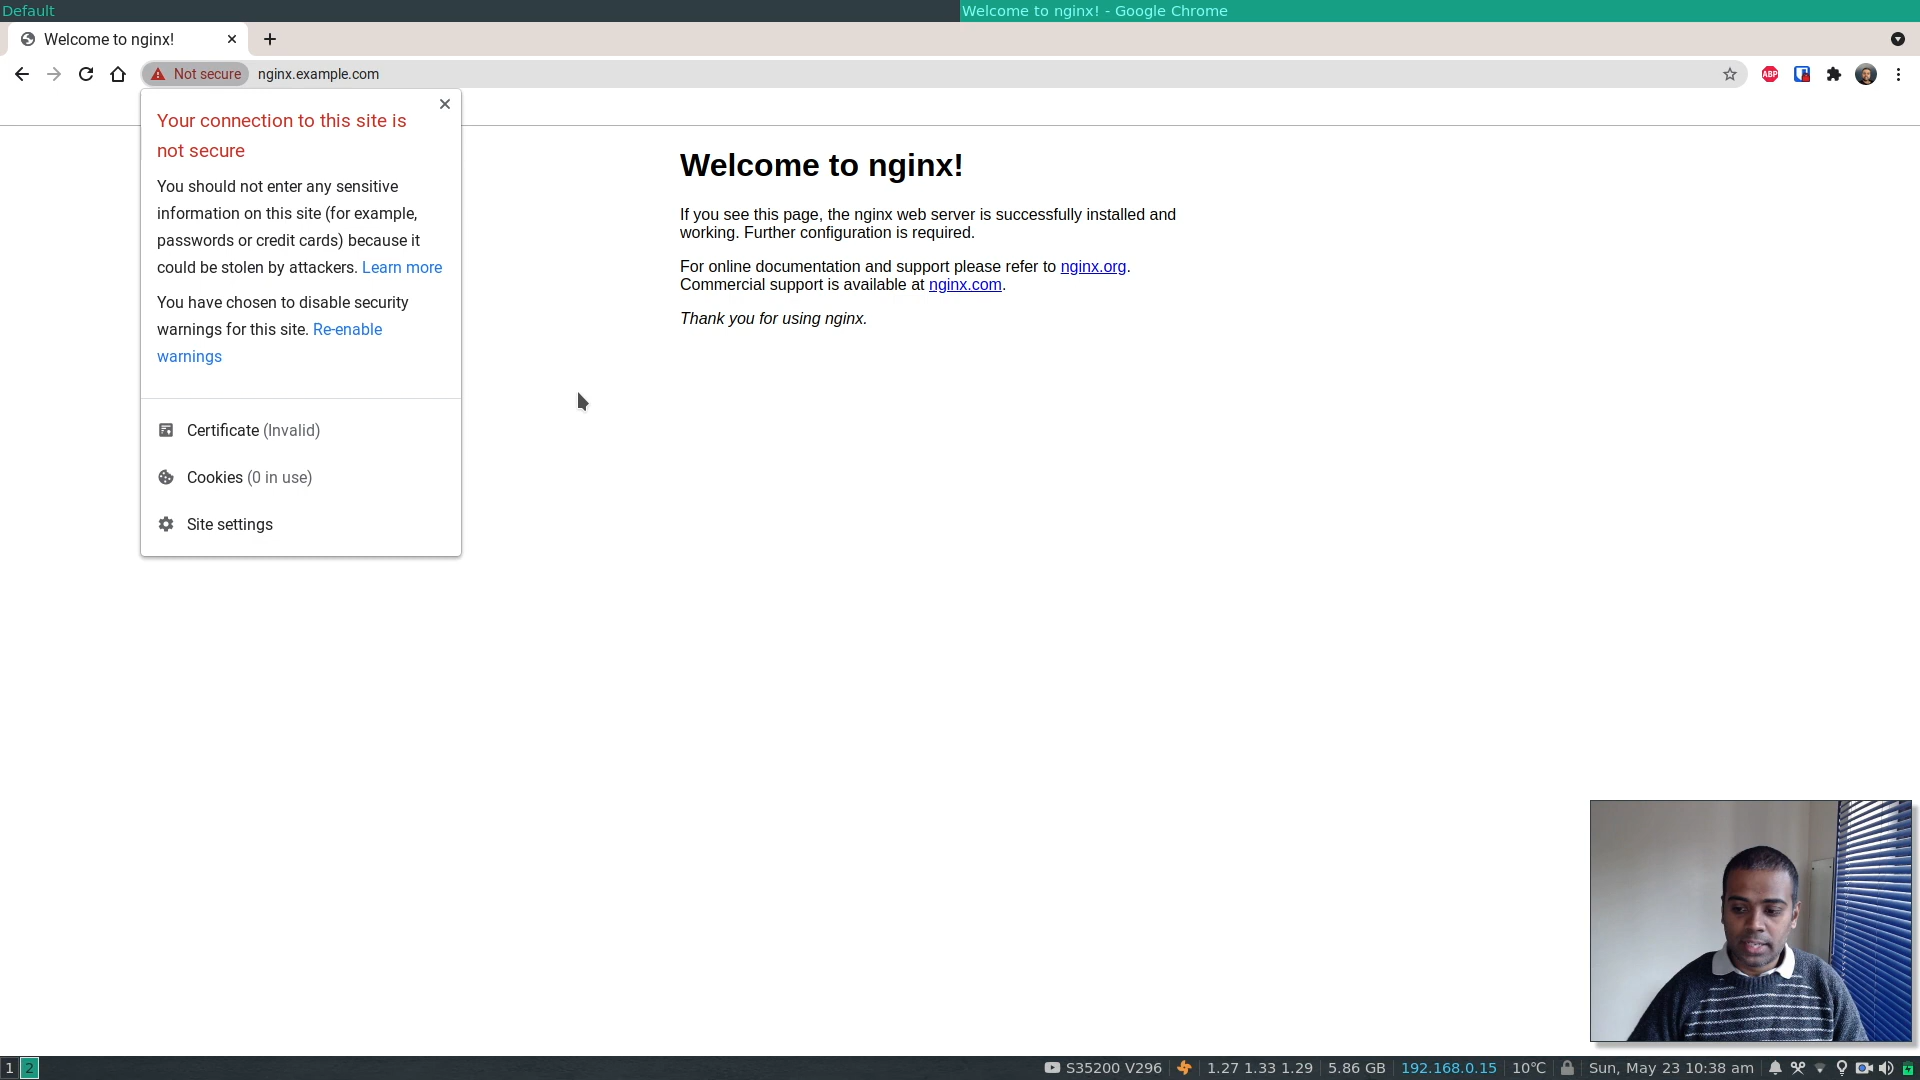 Default
Welcome to nginx! - Google Chrome
Welcome to nginx!
Not secure
nginx.example.com
ABP
Your connection to this site is
not secure
You should not enter any sensitive
information on this site (for example,
passwords or credit cards) because it
could be stolen by attackers. Learn more
You have chosen to disable security
warnings for this site. Re-enable
warnings
Certificate (Invalid)
Cookies (0 in use)
Site settings
Welcome to nginx!
If you see this page, the nginx web server is successfully installed and
working. Further configuration is required.
For online documentation and support please refer to nginx.org.
Commercial support is available at nginx.com.
Thank you for using nginx.
1 2
S35200 V296 1.27 1.33 1.29 5.86 GB 192.168.0.15 10°C Sun, May 23 10:38 am